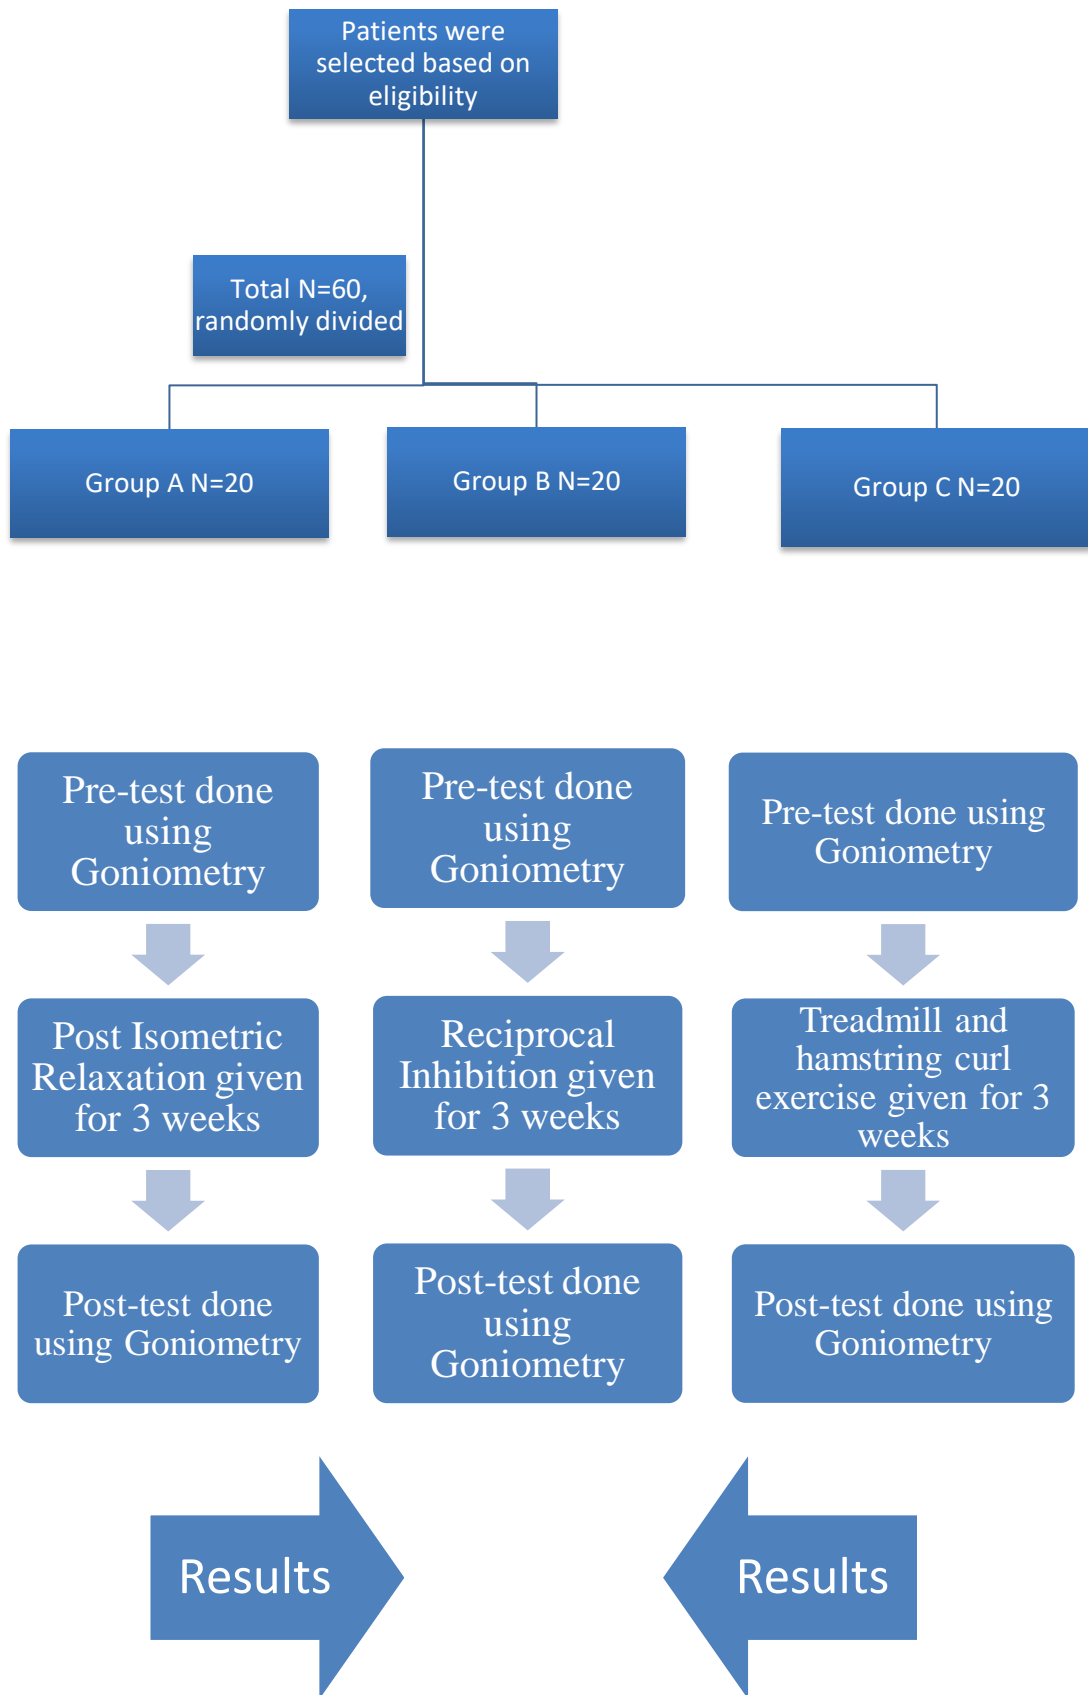 Patients were
selected based on
eligibility
Total N=60,
randomly divided
Group A N=20
Group B N=20
Group C N=20
Pre-test done
using
Goniometry
Pre-test done
using
Goniometry
Pre-test done using
Goniometry
Post Isometric
Relaxation given
for 3 weeks
Reciprocal
Inhibition given
for 3 weeks
Treadmill and
hamstring curl
exercise given for 3
weeks
Post-test done
using Goniometry
Post-test done
using
Goniometry
Post-test done using
Goniometry
Results
Results